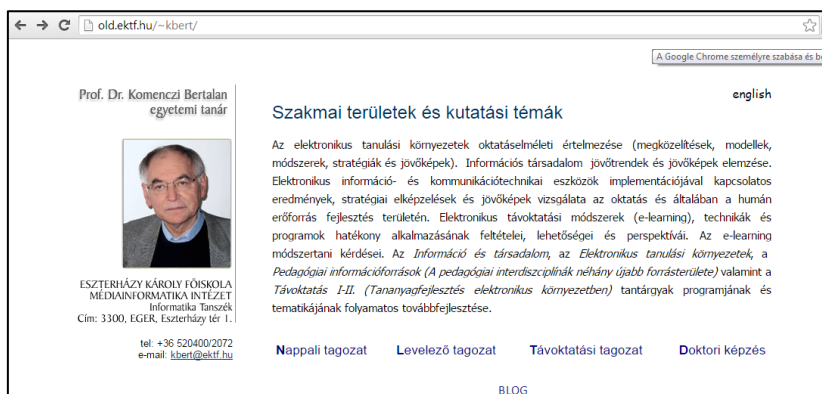 old.ektf.hu/~kbert/
A Google Chrome személyre szabása és be
Prof. Dr. Komenczi Bertalan
egyetemi tanár
ESZTERHÁZY KÁROLY FŐISKOLA
MÉDIAINFORMATIKA INTÉZET
Informatika Tanszék
Cím: 3300, EGER, Eszterházy tér 1.
tel: +36 520400/2072
e-mail: kbert@ektf.hu
english
Szakmai területek és kutatási témák
Az elektronikus tanulási környezetek oktatáselméleti értelmezése (megközelítések, modellek,
módszerek, stratégiák és jövőképek). Információs társadalom jövőtrendek és jövőképek elemzése.
Elektronikus információ- és kommunikációtechnikai eszközök implementációjával kapcsolatos
eredmények, stratégiai elképzelések és jövőképek vizsgálata az oktatás és általában a humán
erőforrás fejlesztés területén. Elektronikus távoktatási módszerek (e-learning), technikák és
programok hatékony alkalmazásának feltételei, lehetőségei és perspektívái. Az e-learning
módszertani kérdései. Az Információ és társadalom, az Elektronikus tanulási környezetek, a
Pedagógiai információforrások (A pedagógiai interdiszciplínák néhány újabb forrásterülete) valamint a
Távoktatás I-II. (Tananyagfejlesztés elektronikus környezetben) tantárgyak programjának és
tematikájának folyamatos továbbfejlesztése.
Nappali tagozat Levelező tagozat Távoktatási tagozat Doktori képzés
BLOG